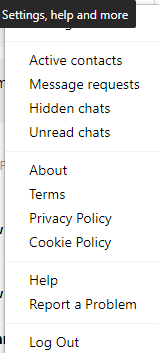 Settings, help and more
Active contacts
Message requests
Hidden chats
Unread chats
About
Terms
Privacy Policy
Cookie Policy
Help
Report a Problem
Log Out